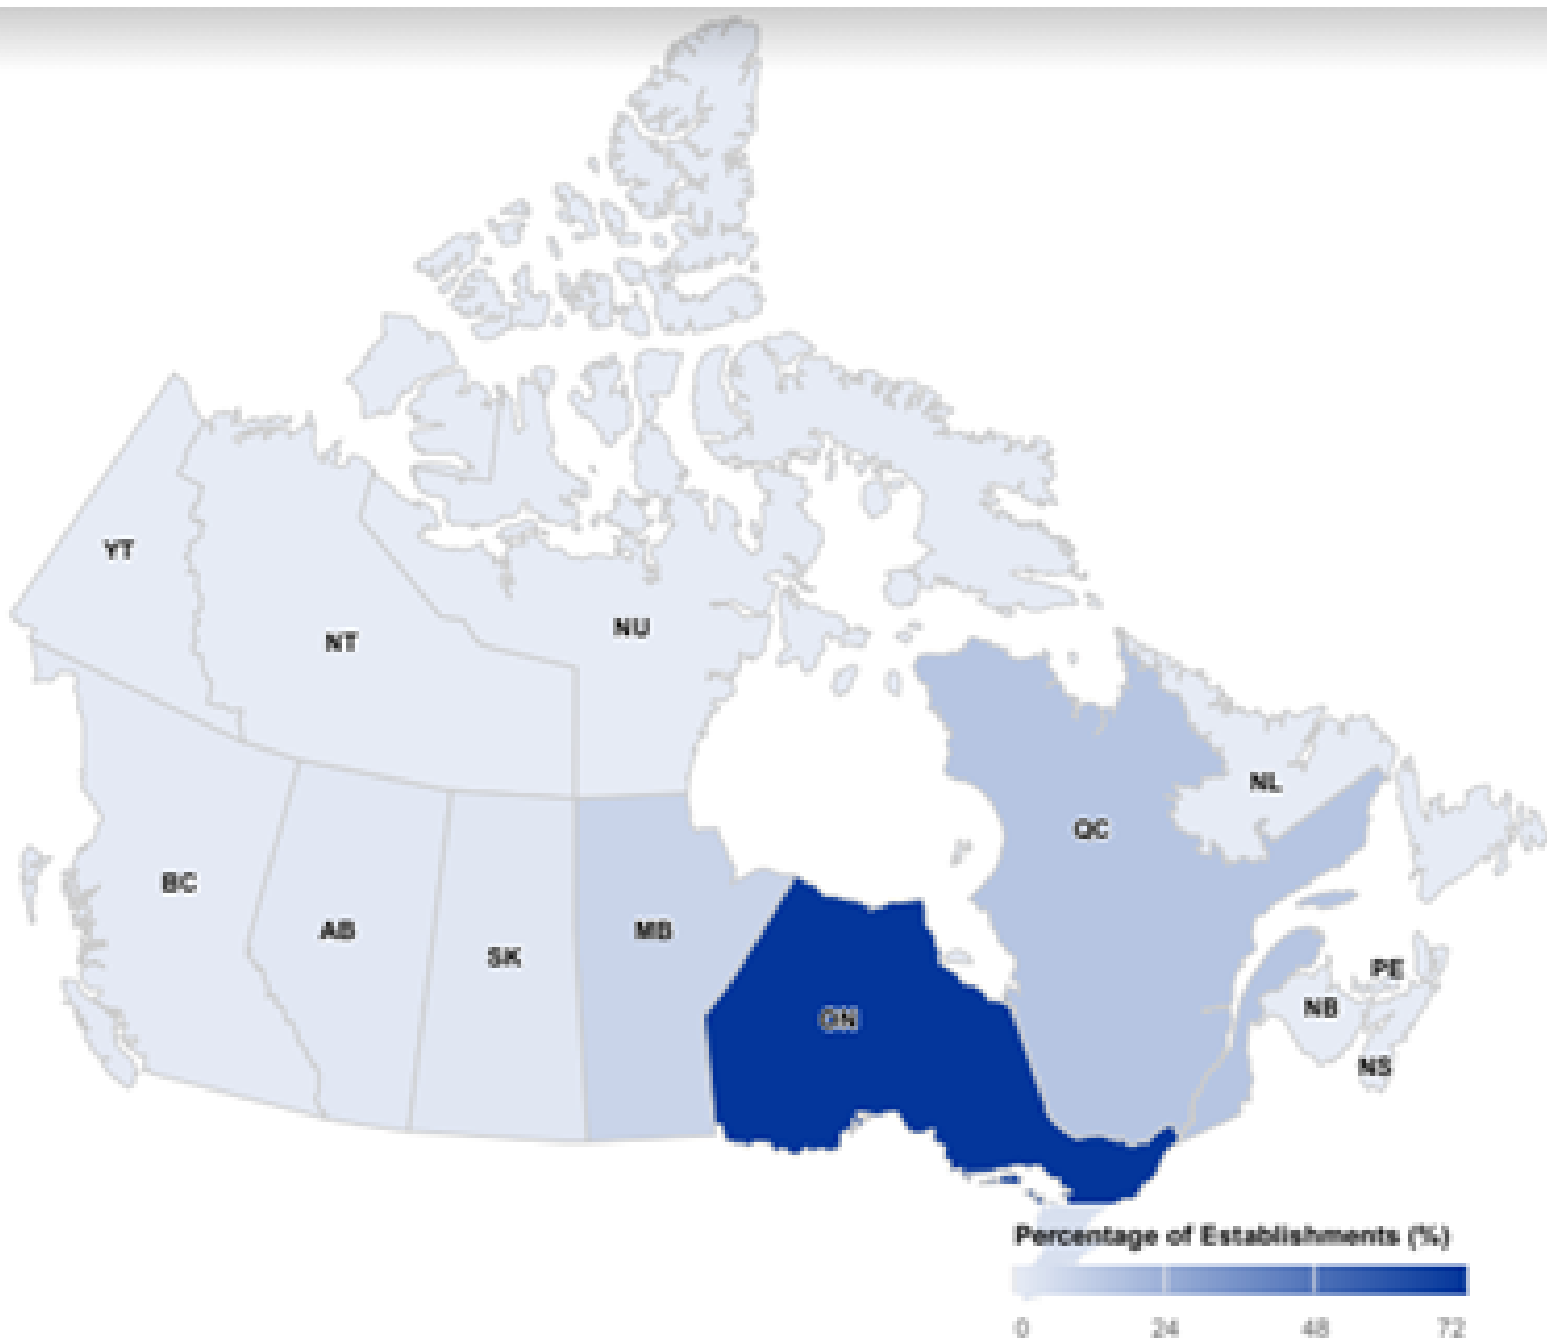 YT
NT
NU
NL
QC
BC
AB
MB
SK
PE
NB
ON
NS
Percentage of Establishments (%)
0 24 48 72